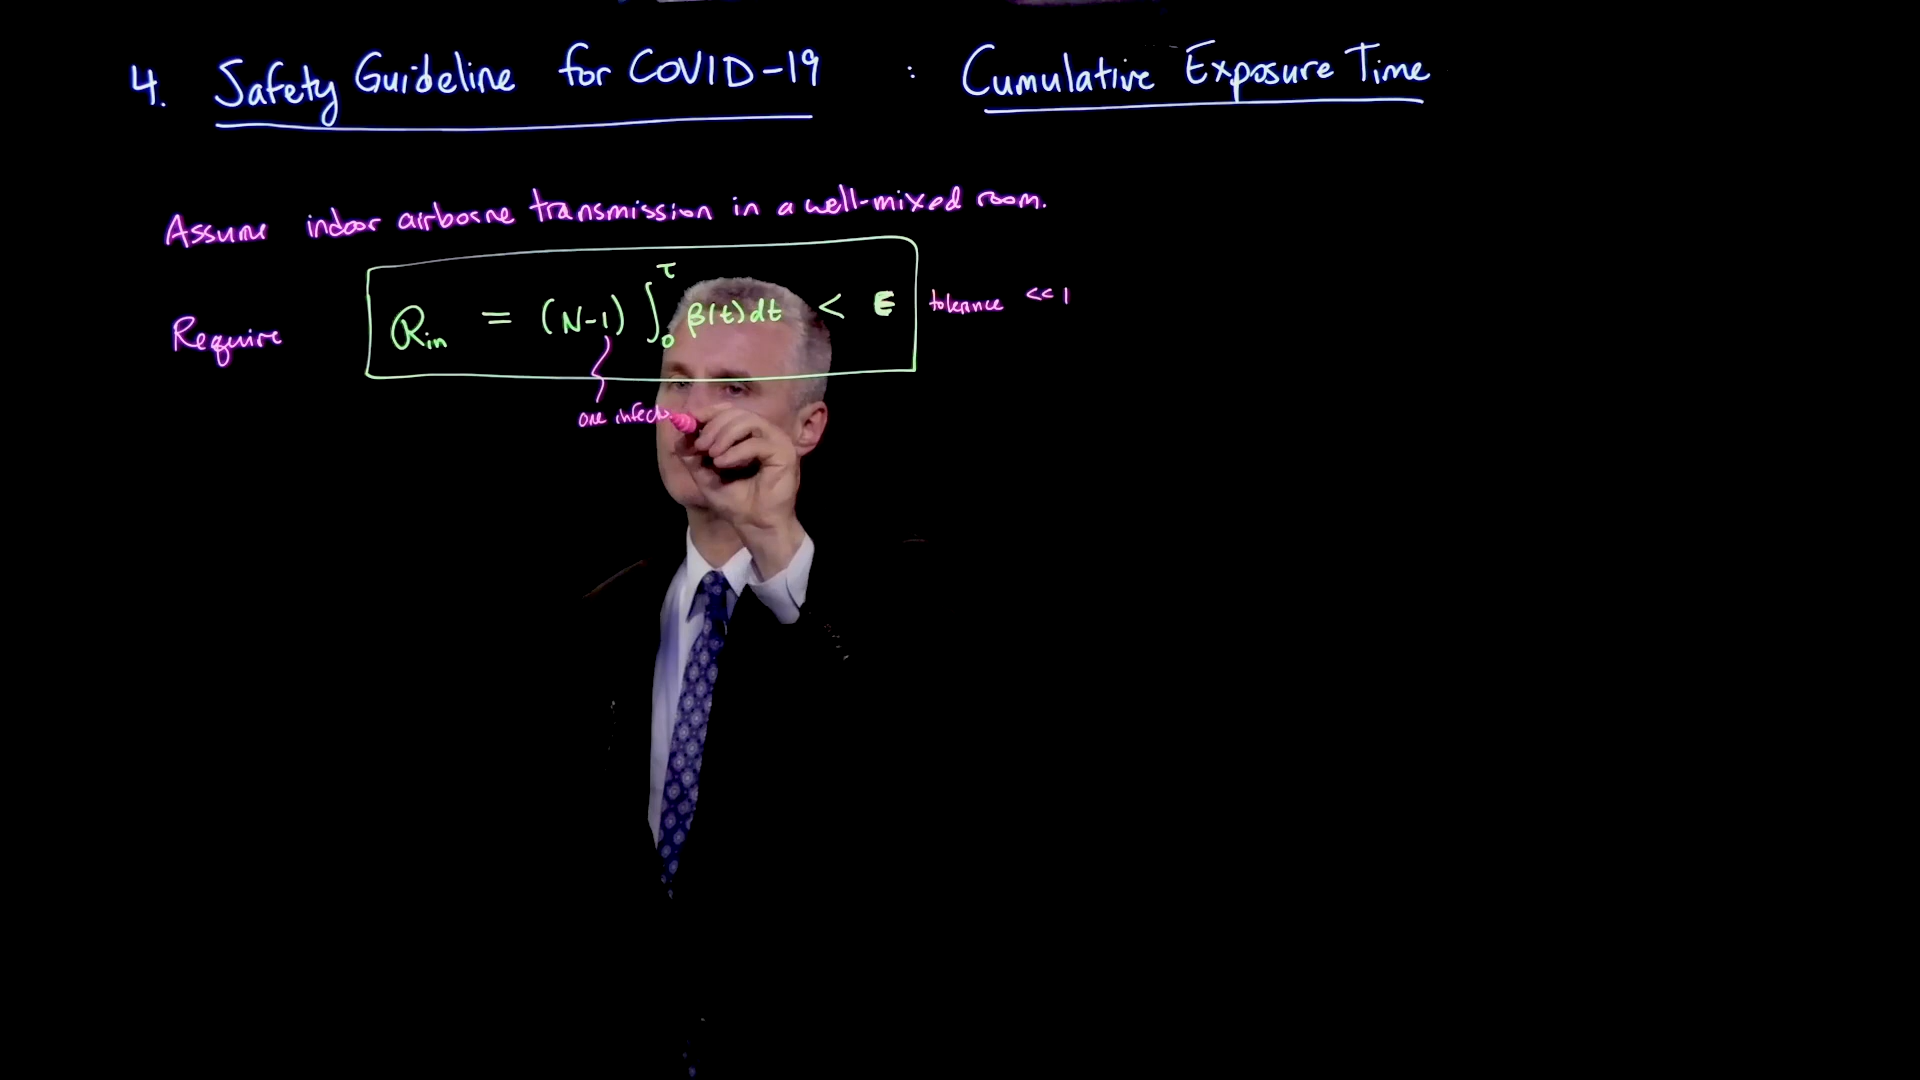 4. Safety Guideline for COVID-19 : Cumulative Exposure Time
Assume indoor airborne transmission in a well-mixed room.
Require R_in = (N-1) ∫_0^τ β(t)dt < ϵ tolerance << 1
one infect